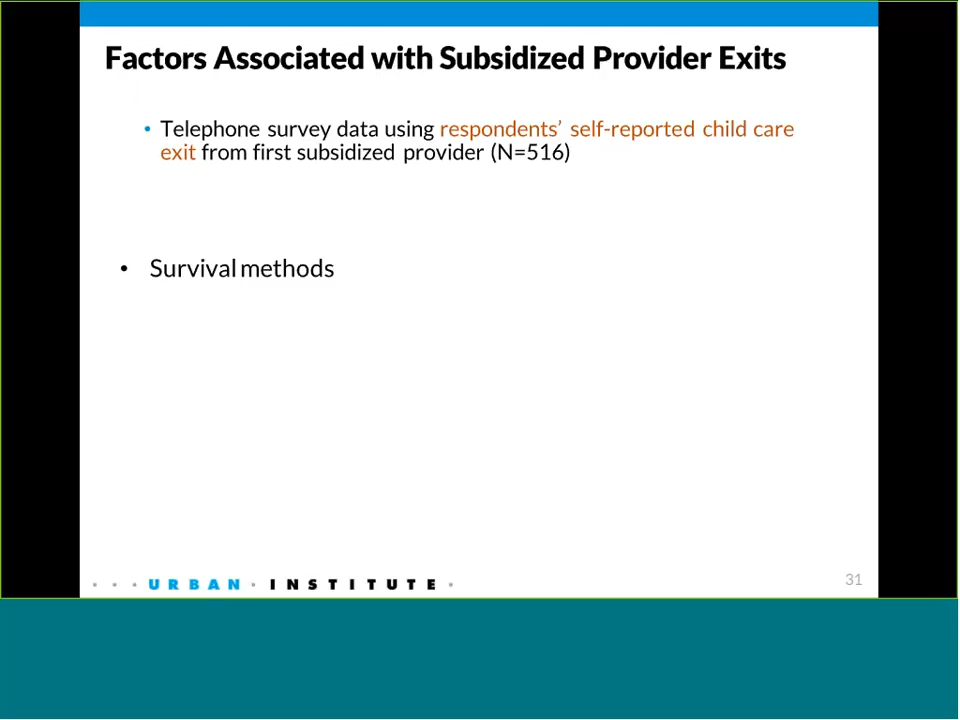 Factors Associated with Subsidized Provider Exits
• Telephone survey data using respondents' self-reported child care
exit from first subsidized provider (N=516)
• Survival methods
URBAN INSTITUTE
31